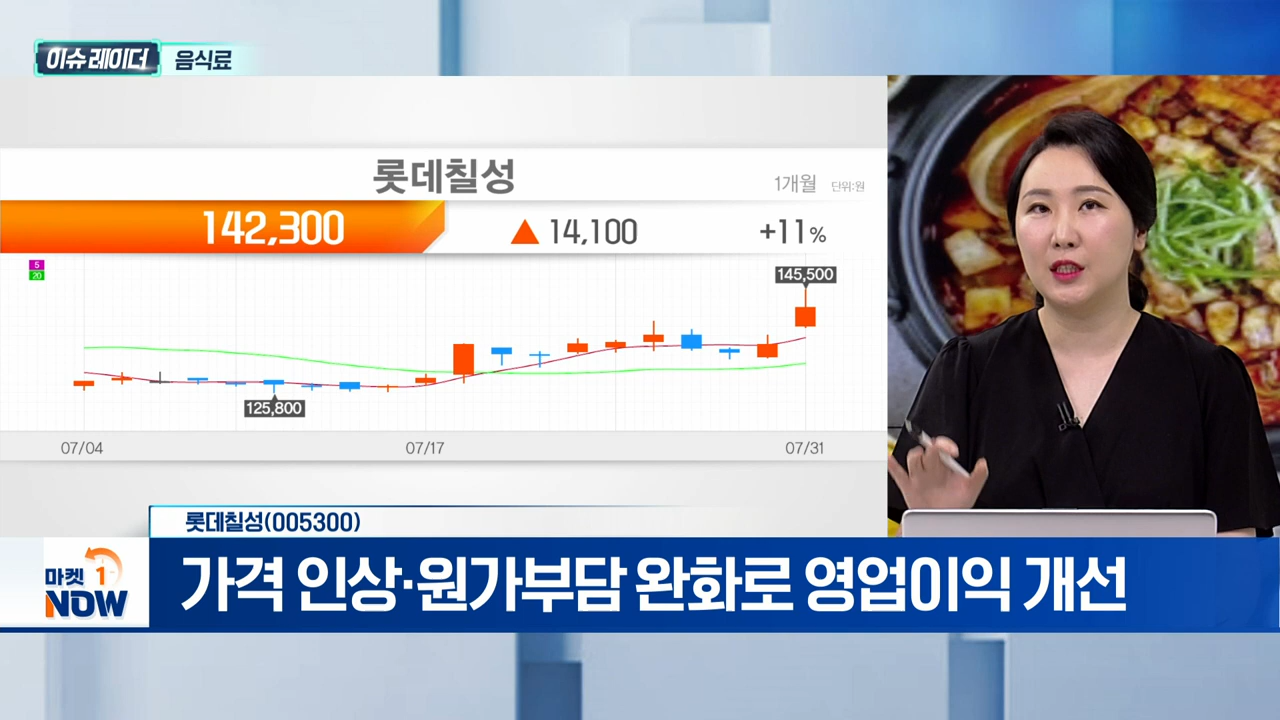 이슈 레이더 음식료
롯데칠성
1개월 단위:원
142,300 ▲ 14,100 +11%
5
20
145,500
125,800
07/04 07/17 07/31
롯데칠성(005300)
마켓 1
NOW
가격 인상·원가부담 완화로 영업이익 개선